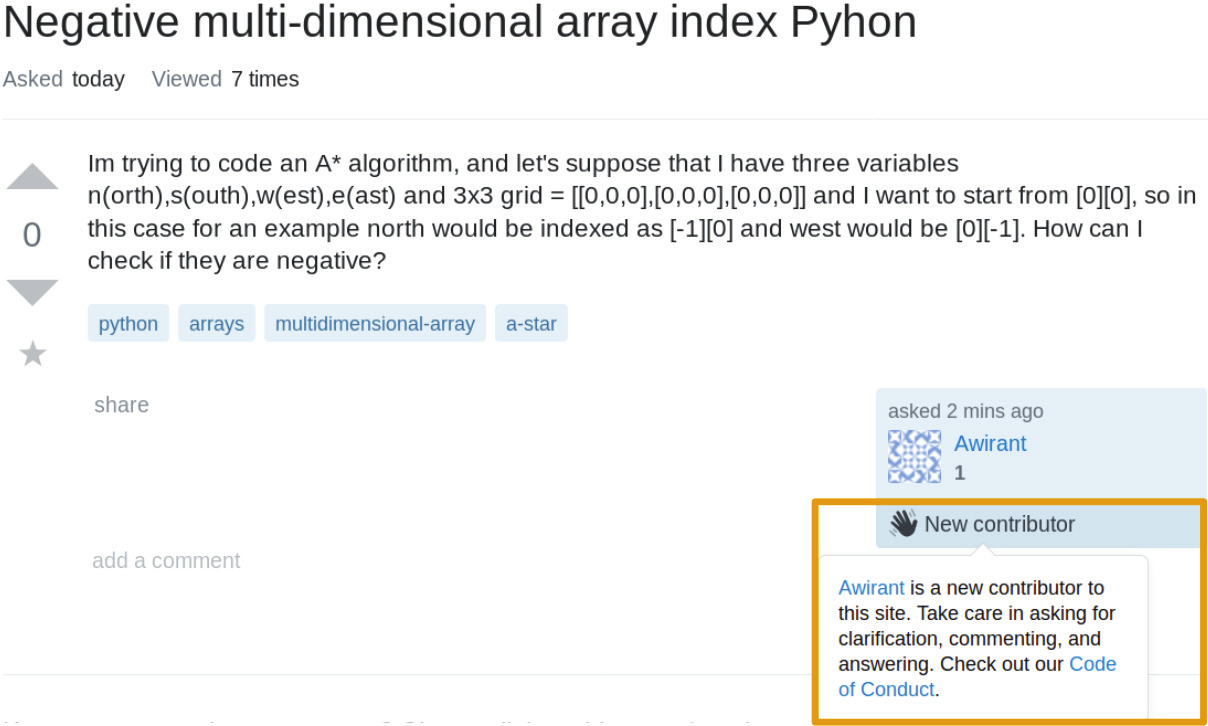 Negative multi-dimensional array index Pyhon
Asked today Viewed 7 times
Im trying to code an A* algorithm, and let's suppose that I have three variables
n(orth),s(outh),w(est),e(ast) and 3x3 grid = [[0,0,0],[0,0,0],[0,0,0]] and I want to start from [0][0], so in
0
this case for an example north would be indexed as [-1][0] and west would be [0][-1]. How can I
check if they are negative?
python arrays multidimensional-array a-star
share
asked 2 mins ago
Awirant
1
New contributor
add a comment
Awirant is a new contributor to
this site. Take care in asking for
clarification, commenting, and
answering. Check out our Code
of Conduct.